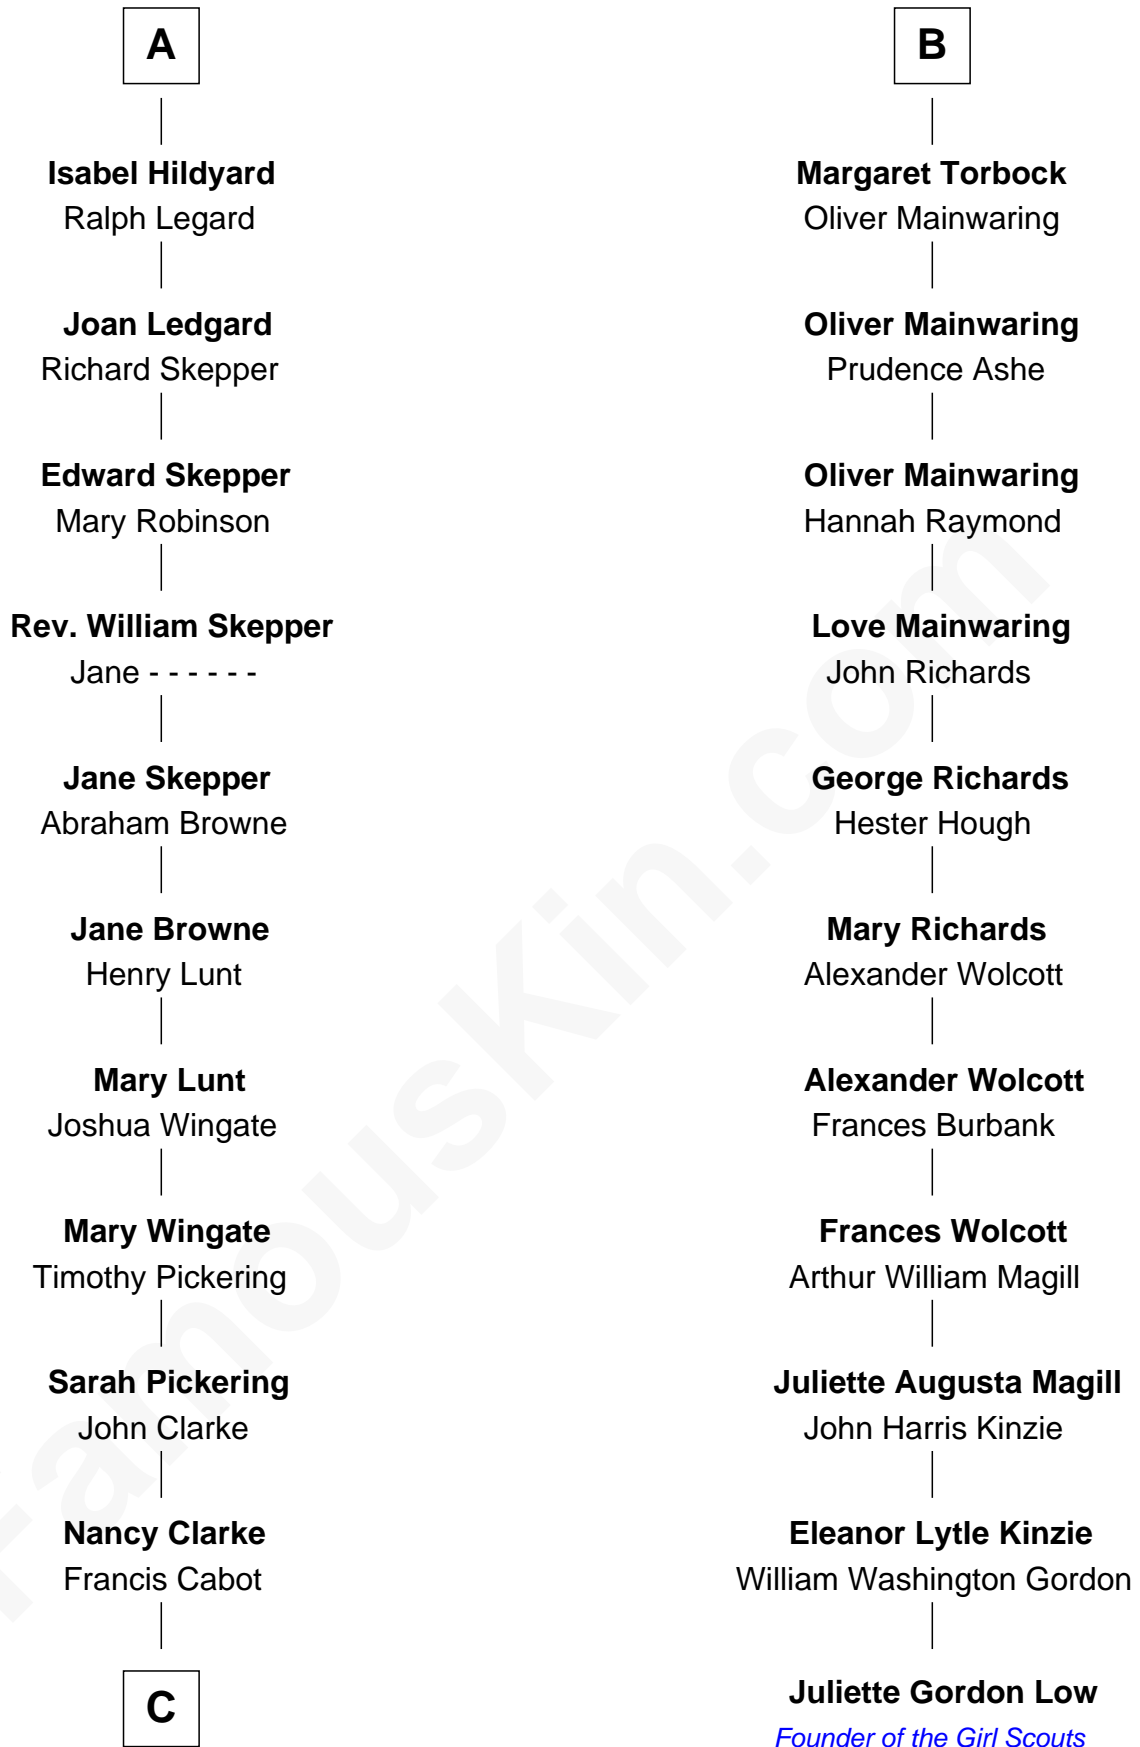 A
Isabel Hildyard
Ralph Legard
Joan Ledgard
Richard Skepper
Edward Skepper
Mary Robinson
Rev. William Skepper
Jane - - - - - -
Jane Skepper
Abraham Browne
Jane Browne
Henry Lunt
Mary Lunt
Joshua Wingate
Mary Wingate
Timothy Pickering
Sarah Pickering
John Clarke
Nancy Clarke
Francis Cabot
C
B
Margaret Torbock
Oliver Mainwaring
Oliver Mainwaring
Prudence Ashe
Oliver Mainwaring
Hannah Raymond
Love Mainwaring
John Richards
George Richards
Hester Hough
Mary Richards
Alexander Wolcott
Alexander Wolcott
Frances Burbank
Frances Wolcott
Arthur William Magill
Juliette Augusta Magill
John Harris Kinzie
Eleanor Lytle Kinzie
William Washington Gordon
Juliette Gordon Low
Founder of the Girl Scouts
FamousKin.com